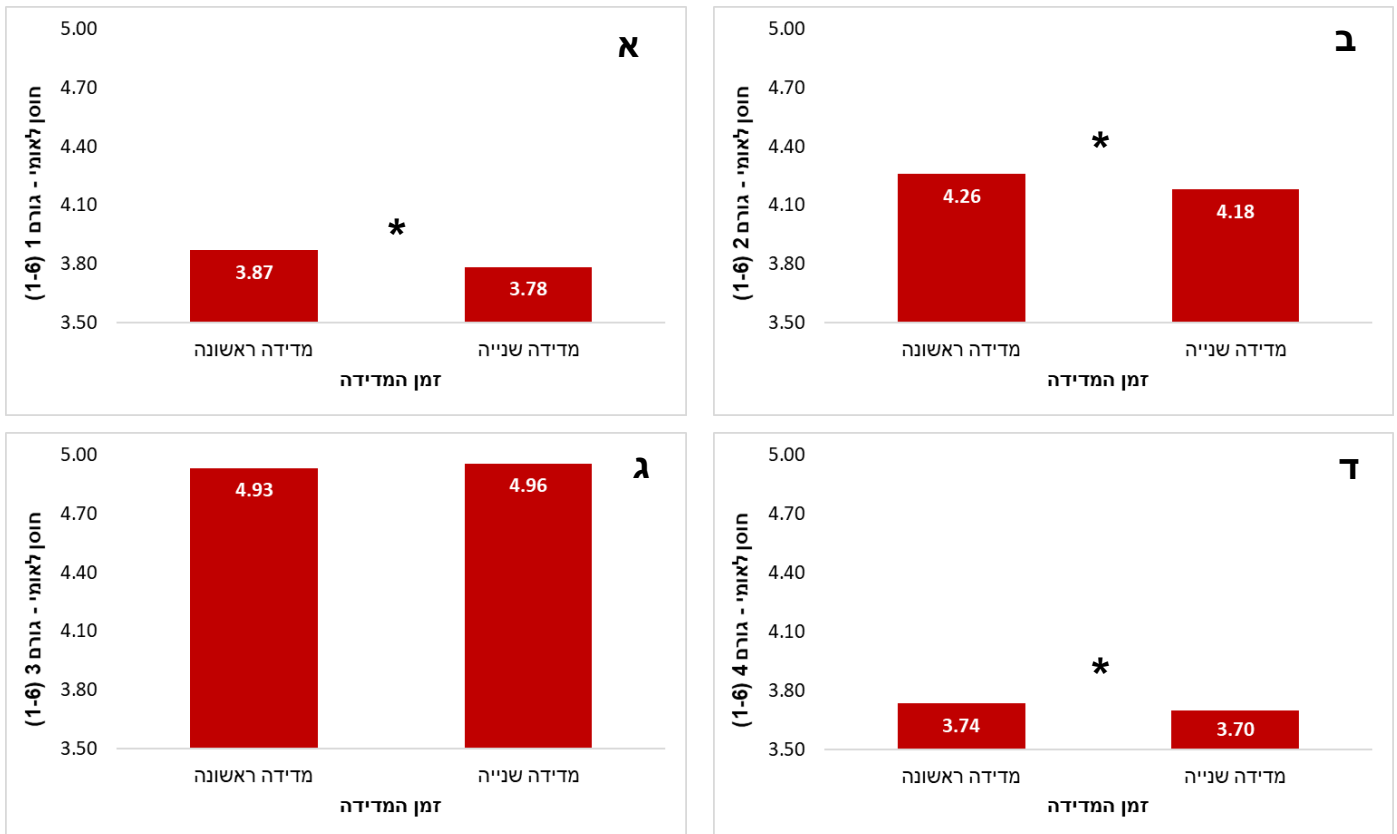 א
חוסן לאומי - גורם 1 (1-6)
5.00
4.70
4.40
4.10
3.80
3.50
*
3.87
3.78
מדידה ראשונה
מדידה שנייה
זמן המדידה
ב
חוסן לאומי - גורם 2 (1-6)
5.00
4.70
4.40
4.10
3.80
3.50
*
4.26
4.18
מדידה ראשונה
מדידה שנייה
זמן המדידה
ג
חוסן לאומי - גורם 3 (1-6)
5.00
4.70
4.40
4.10
3.80
3.50
4.93
4.96
מדידה ראשונה
מדידה שנייה
זמן המדידה
ד
חוסן לאומי - גורם 4 (1-6)
5.00
4.70
4.40
4.10
3.80
3.50
*
3.74
3.70
מדידה ראשונה
מדידה שנייה
זמן המדידה